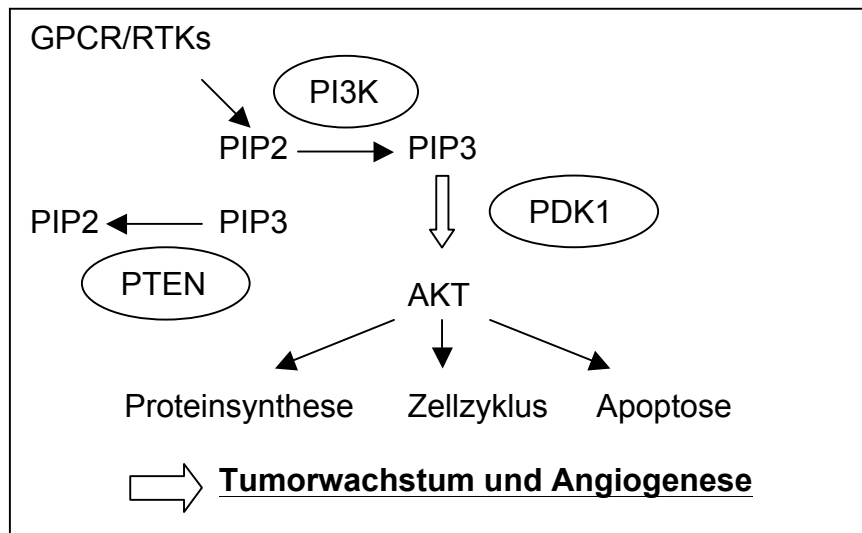 GPCR/RTKs
PI3K
PIP2 PIP3
PDK1
PIP2 PIP3
PTEN
AKT
Proteinsynthese Zellzyklus Apoptose
Tumorwachstum und Angiogenese